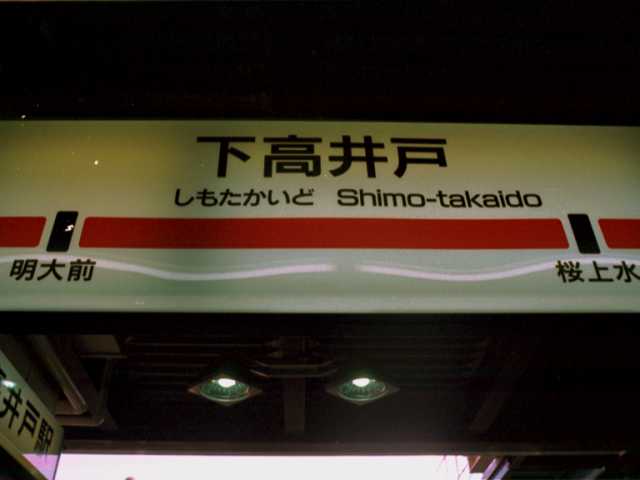 下高井戸
しもたかいど Shimo-takaido
明大前 桜上水
高井戸駅